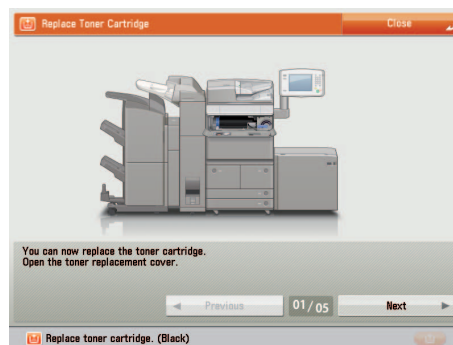 Replace Toner Cartridge
Close
You can now replace the toner cartridge.
Open the toner replacement cover.
Previous
01/05
Next
Replace toner cartridge. (Black)